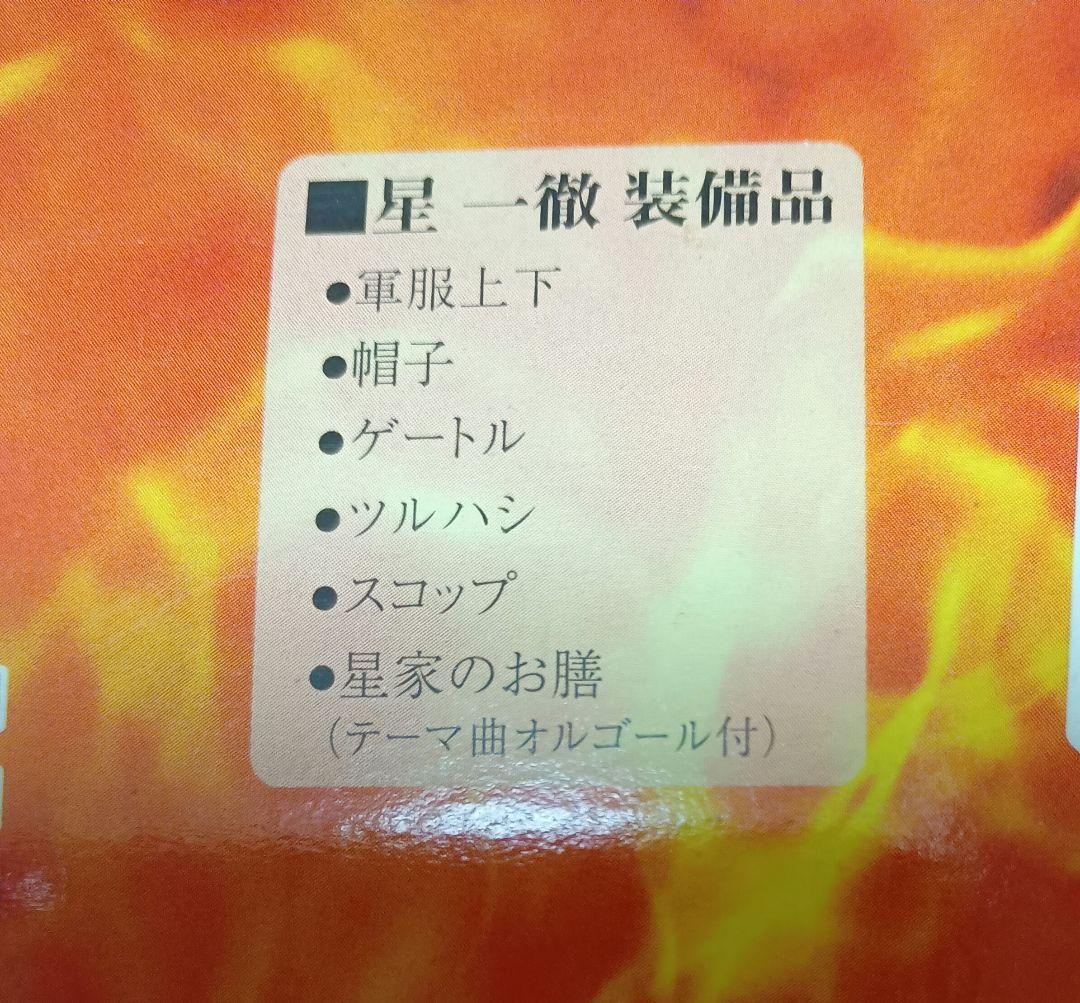 ■星 一徹 装備品
●軍服上下
●帽子
●ゲートル
●ツルハシ
●スコップ
●星家のお膳
（テーマ曲オルゴール付）